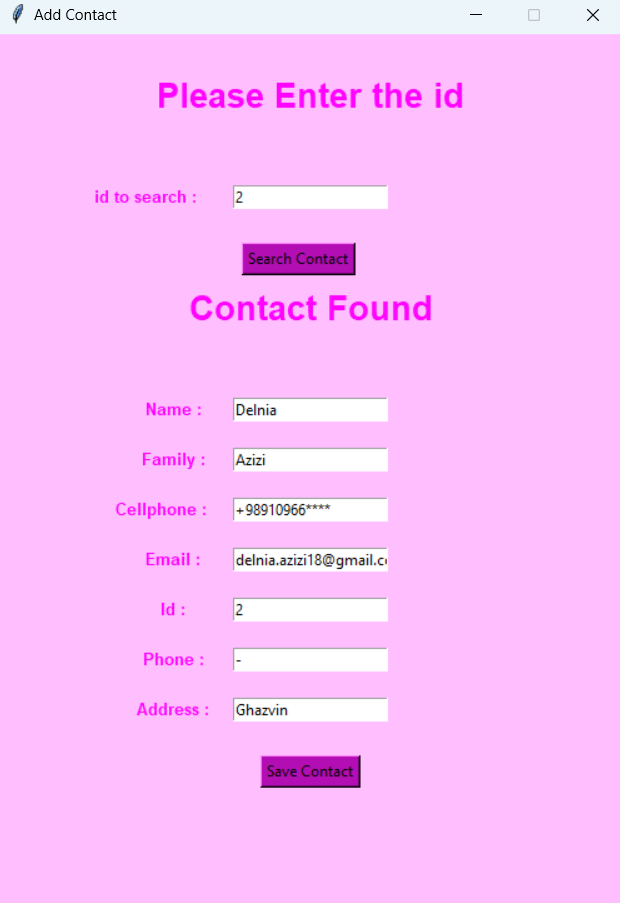 Add Contact
Please Enter the id
id to search : 2
Search Contact
Contact Found
Name : Delnia
Family : Azizi
Cellphone : +98910966****
Email : delnia.azizi18@gmail.c
Id : 2
Phone : -
Address : Ghazvin
Save Contact